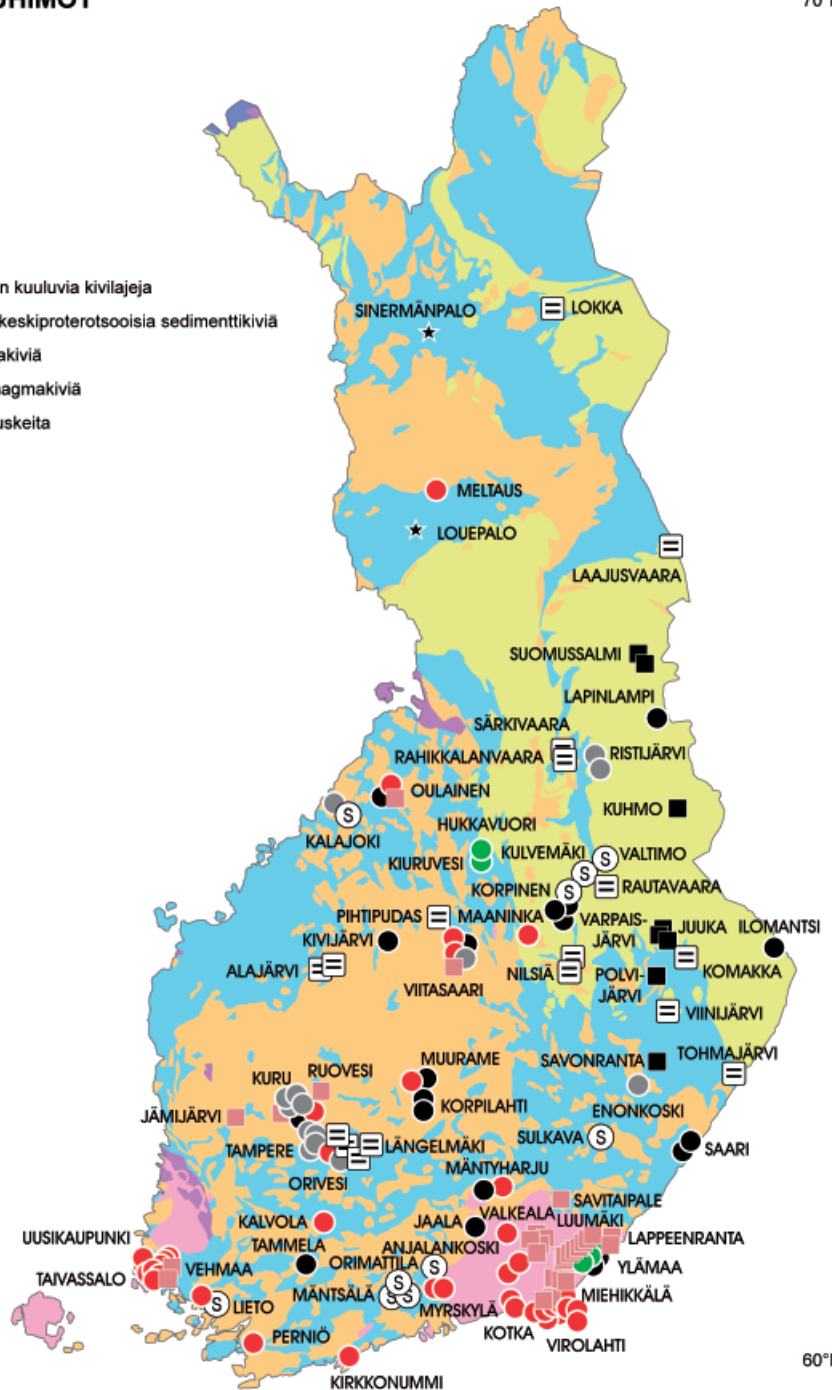 70°
n kuuluvia kivilajeja
keskiproterotsooisia sedimenttikiviä
akiviä
nagmakiviä
uskeita
SINERMÄNPALO
LOKKA
MELTAUS
LOUEPALO
LAAJUSVAARA
SUOMUSSALMI
LAPINLAMPI
SÄRKIVAARA
RAHIKKALANVAARA
RISTIJÄRVI
OULAINEN
KUHMO
S
KALAJOKI
HUKKAVUORI
KIURUVESI
KULVEMÄKI
S
VALTIMO
S
KORPINEN
S
RAUTAVAARA
PIHTIPUDAS
MAANINKA
VARPAIS-
JÄRVI
JUUKA
ILOMANTSI
KIVIJÄRVI
ALAJÄRVI
VIITASAARI
NILSIÄ
POLVI-
JÄRVI
KOMAKKA
VIINIJÄRVI
MUURAME
SAVONRANTA
TOHMAJÄRVI
KURU
RUOVESI
KORPILAHTI
ENONKOSKI
JÄMIJÄRVI
TAMPERE
LÄNGELMÄKI
SULKAVA
S
SAARI
ORIVESI
MÄNTYHARJU
SAVITAIPALE
KALVOLA
JAALA
VALKEALA
LUUMÄKI
LAPPEENRANTA
UUSIKAUPUNKI
TAMMELA
ANJALANKOSKI
YLÄMAA
TAIVASSALO
VEHMAA
ORIMATTILA
S
S
MÄNTSÄLÄ
S
S
MIEHIKKÄLÄ
S
LIETO
MYRSKYLÄ
KOTKA
VIROLAHTI
PERNIÖ
KIRKKONUMMI
60°